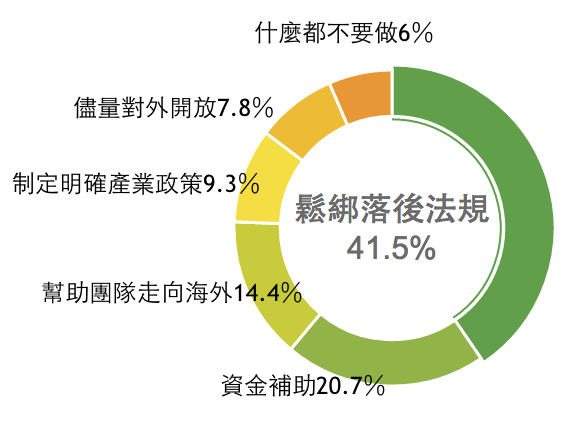 什麼都不要做6%
儘量對外開放7.8%
制定明確產業政策9.3%
鬆綁落後法規
41.5%
幫助團隊走向海外14.4%
資金補助20.7%